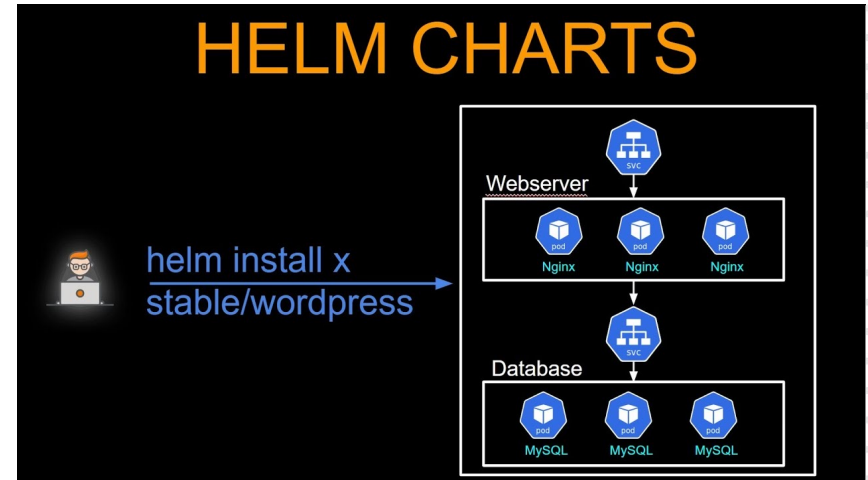 HELM CHARTS
helm install x
stable/wordpress
svc
Webserver
pod pod pod
Nginx Nginx Nginx
svc
Database
pod pod pod
MySQL MySQL MySQL